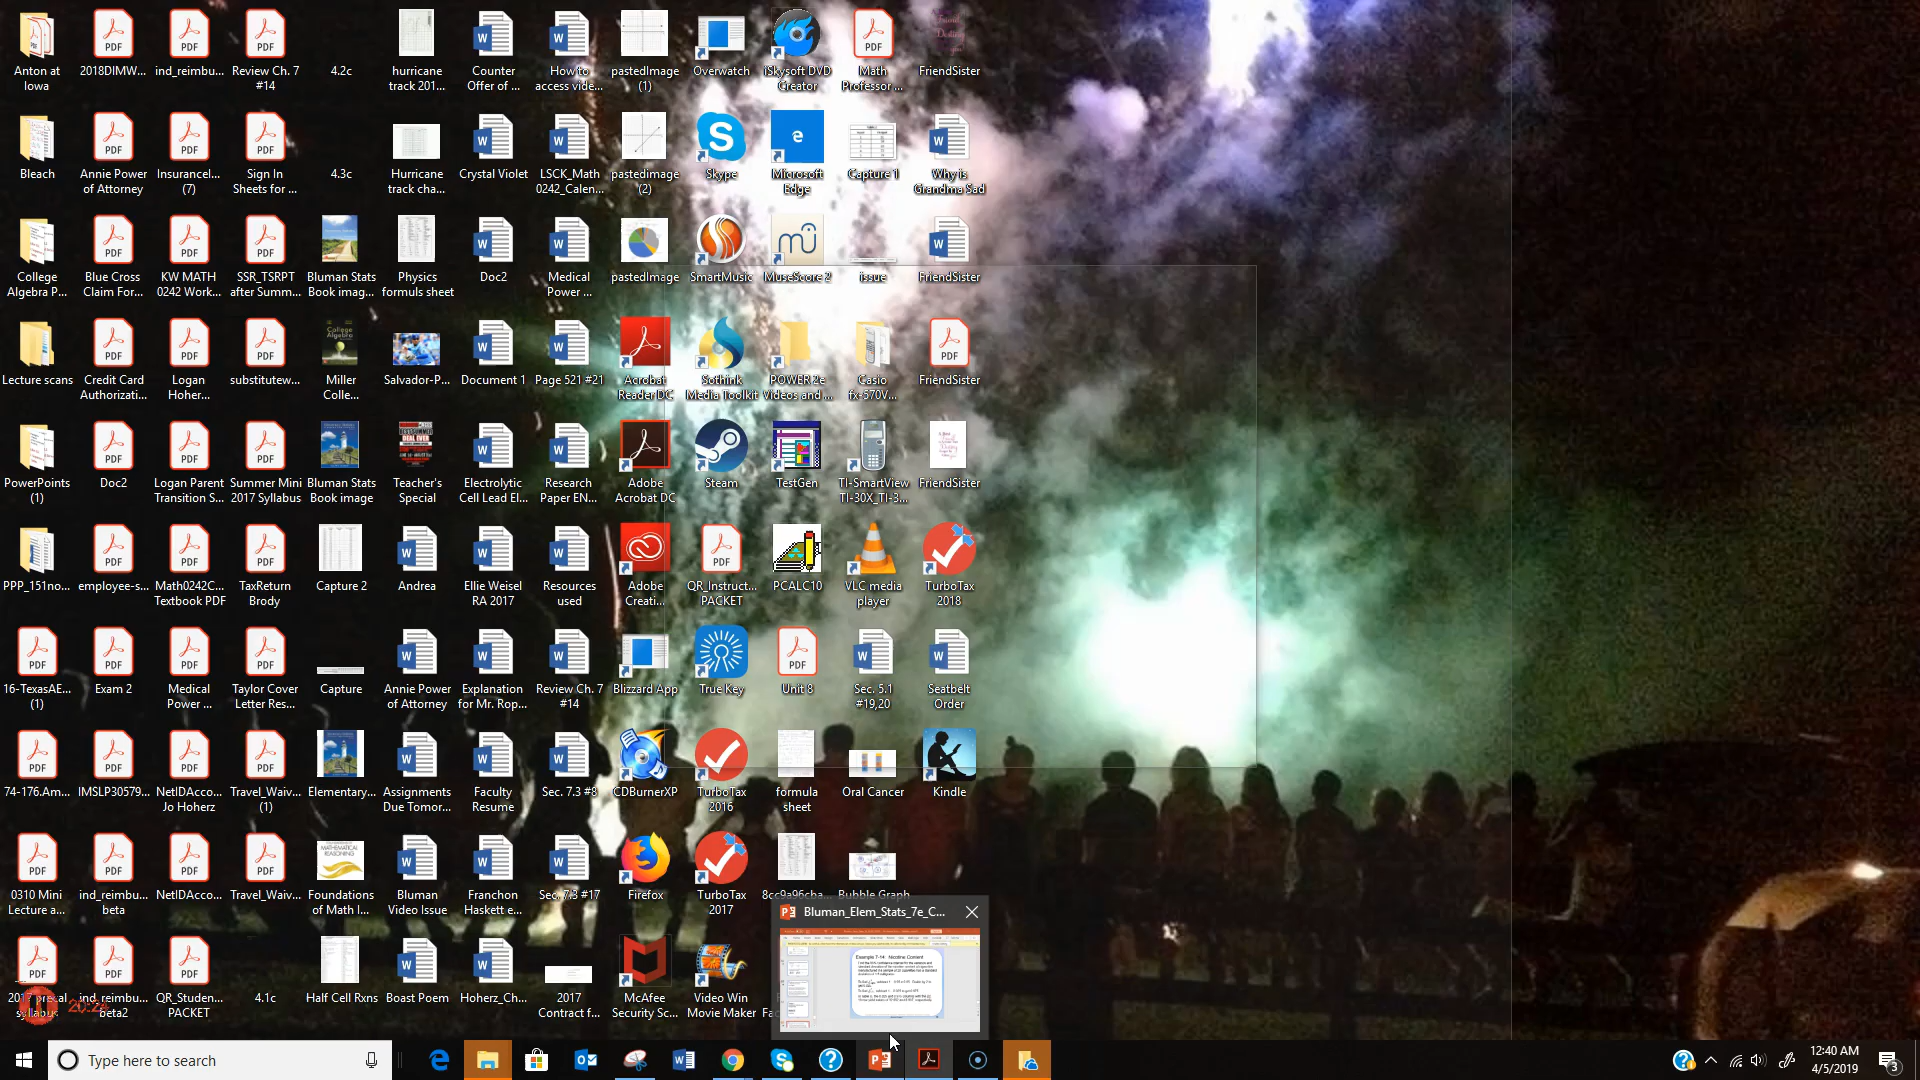 Anton at
Iowa
2018DIMW...
ind_reimbu...
Review Ch. 7
#14
4.2c
hurricane
track 201...
Counter
Offer of ...
How to
access vide...
pastedImage
(1)
Overwatch
iSkysoft DVD
Creator
Math
Professor ...
FriendSister
Bleach
Annie Power
of Attorney
Insurancel...
(7)
Sign In
Sheets for ...
4.3c
Hurricane
track cha...
Crystal Violet
LSCK_Math
0242_Calen...
pastedimage
(2)
Skype
Microsoft
Edge
Capture 1
Why is
Grandma Sad
College
Algebra P...
Blue Cross
Claim For...
KW MATH
0242 Work...
SSR_TSRPT
after Summ...
Bluman Stats
Book imag...
Physics
formuls sheet
Doc2
Medical
Power ...
pastedImage
SmartMusic
MuseScore 2
issue
FriendSister
Lecture scans
Credit Card
Authorizati...
Logan
Hoher...
substitutew...
Miller
Colle...
Salvador-P...
Document 1
Page 521 #21
Acrobat
Reader DC
Sothink
Media Toolkit
POWER 2e
Videos and ...
Casio
fx-570V...
FriendSister
PowerPoints
(1)
Doc2
Logan Parent
Transition S...
Summer Mini
2017 Syllabus
Bluman Stats
Book image
Teacher's
Special
Electrolytic
Cell Lead El...
Research
Paper EN...
Adobe
Acrobat DC
Steam
TestGen
TI-SmartView
TI-30X_TI-3...
FriendSister
PPP_151no...
employee-s...
Math0242C...
Textbook PDF
TaxReturn
Brody
Capture 2
Andrea
Ellie Weisel
RA 2017
Resources
used
Adobe
Creati...
QR_Instruct...
PACKET
PCALC10
VLC media
player
TurboTax
2018
16-TexasAE...
(1)
Exam 2
Medical
Power ...
Taylor Cover
Letter Res...
Capture
Annie Power
of Attorney
Explanation
for Mr. Rop...
Review Ch. 7
#14
Blizzard App
True Key
Unit 8
Sec. 5.1
#19,20
Seatbelt
Order
74-176.Am...
IMSLP30579...
NetIDAcco...
Jo Hoherz
Travel_Waiv...
(1)
Elementary...
Assignments
Due Tomor...
Faculty
Resume
Sec. 7.3 #8
CDBurnerXP
TurboTax
2016
formula
sheet
Oral Cancer
Kindle
0310 Mini
Lecture a...
ind_reimbu...
beta
NetIDAcco...
Travel_Waiv...
Foundations
of Math I...
Bluman
Video Issue
Franchon
Haskett e...
Sec. 7.3 #17
Firefox
TurboTax
2017
8cc9a96cba...
Bubble Graph
Bluman_Elem_Stats_7e_C...
Example 7-14: Nicotine Content
syllabus
ind_reimbu...
beta2
QR_Studen...
PACKET
4.1c
Half Cell Rxns
Boast Poem
Hoherz_Ch...
2017
Contract f...
McAfee
Security Sc...
Video Win
Movie Maker
Type here to search
12:40 AM
4/5/2019
3